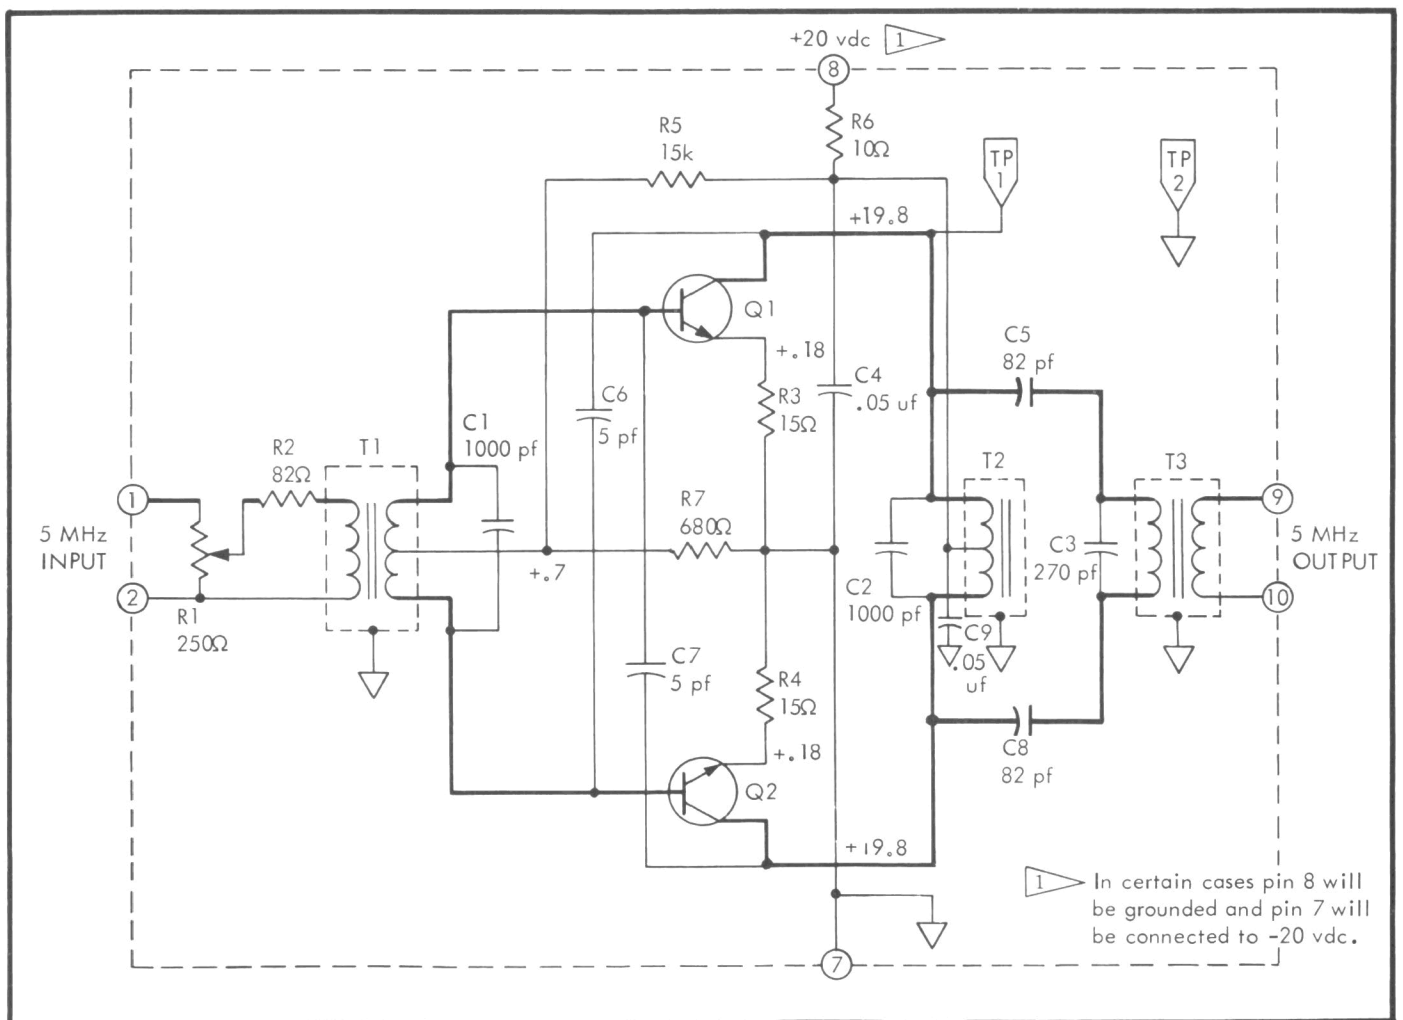 +20 vdc 1
8
R5
15k
R6
10Ω
TP
1
TP
2
+19.8
Q1
+.18
C5
82 pf
C4
.05 uf
R3
15Ω
C6
5 pf
C1
1000 pf
R2
82Ω
T1
T2
T3
1
9
R7
680Ω
5 MHz
INPUT
5 MHz
OUTPUT
C3
270 pf
+.7
C2
1000 pf
2
10
R1
250Ω
C9
.05
uf
C7
5 pf
R4
15Ω
+.18
C8
82 pf
Q2
+19.8
1 In certain cases pin 8 will
be grounded and pin 7 will
be connected to -20 vdc.
7